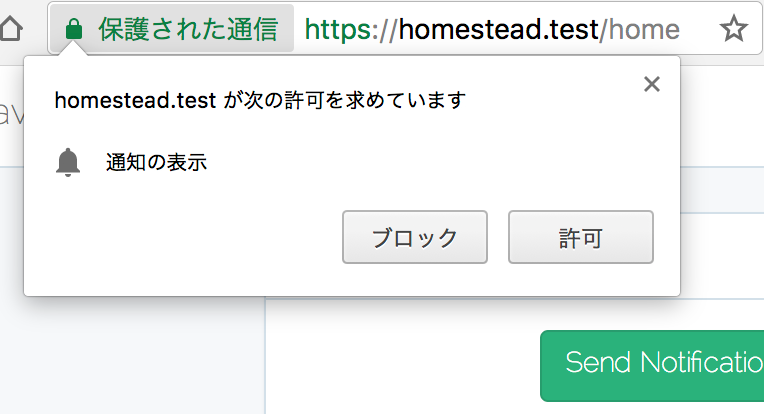 保護された通信 https://homestead.test/home
av
homestead.test が次の許可を求めています
通知の表示
ブロック 許可
Send Notificatio